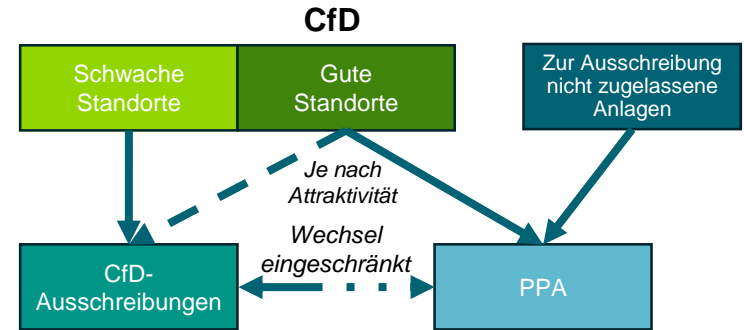 CfD
Schwache
Standorte
Gute
Standorte
Zur Ausschreibung
nicht zugelassene
Anlagen
Je nach
Attraktivität
Wechsel
eingeschränkt
CfD-
Ausschreibungen
PPA